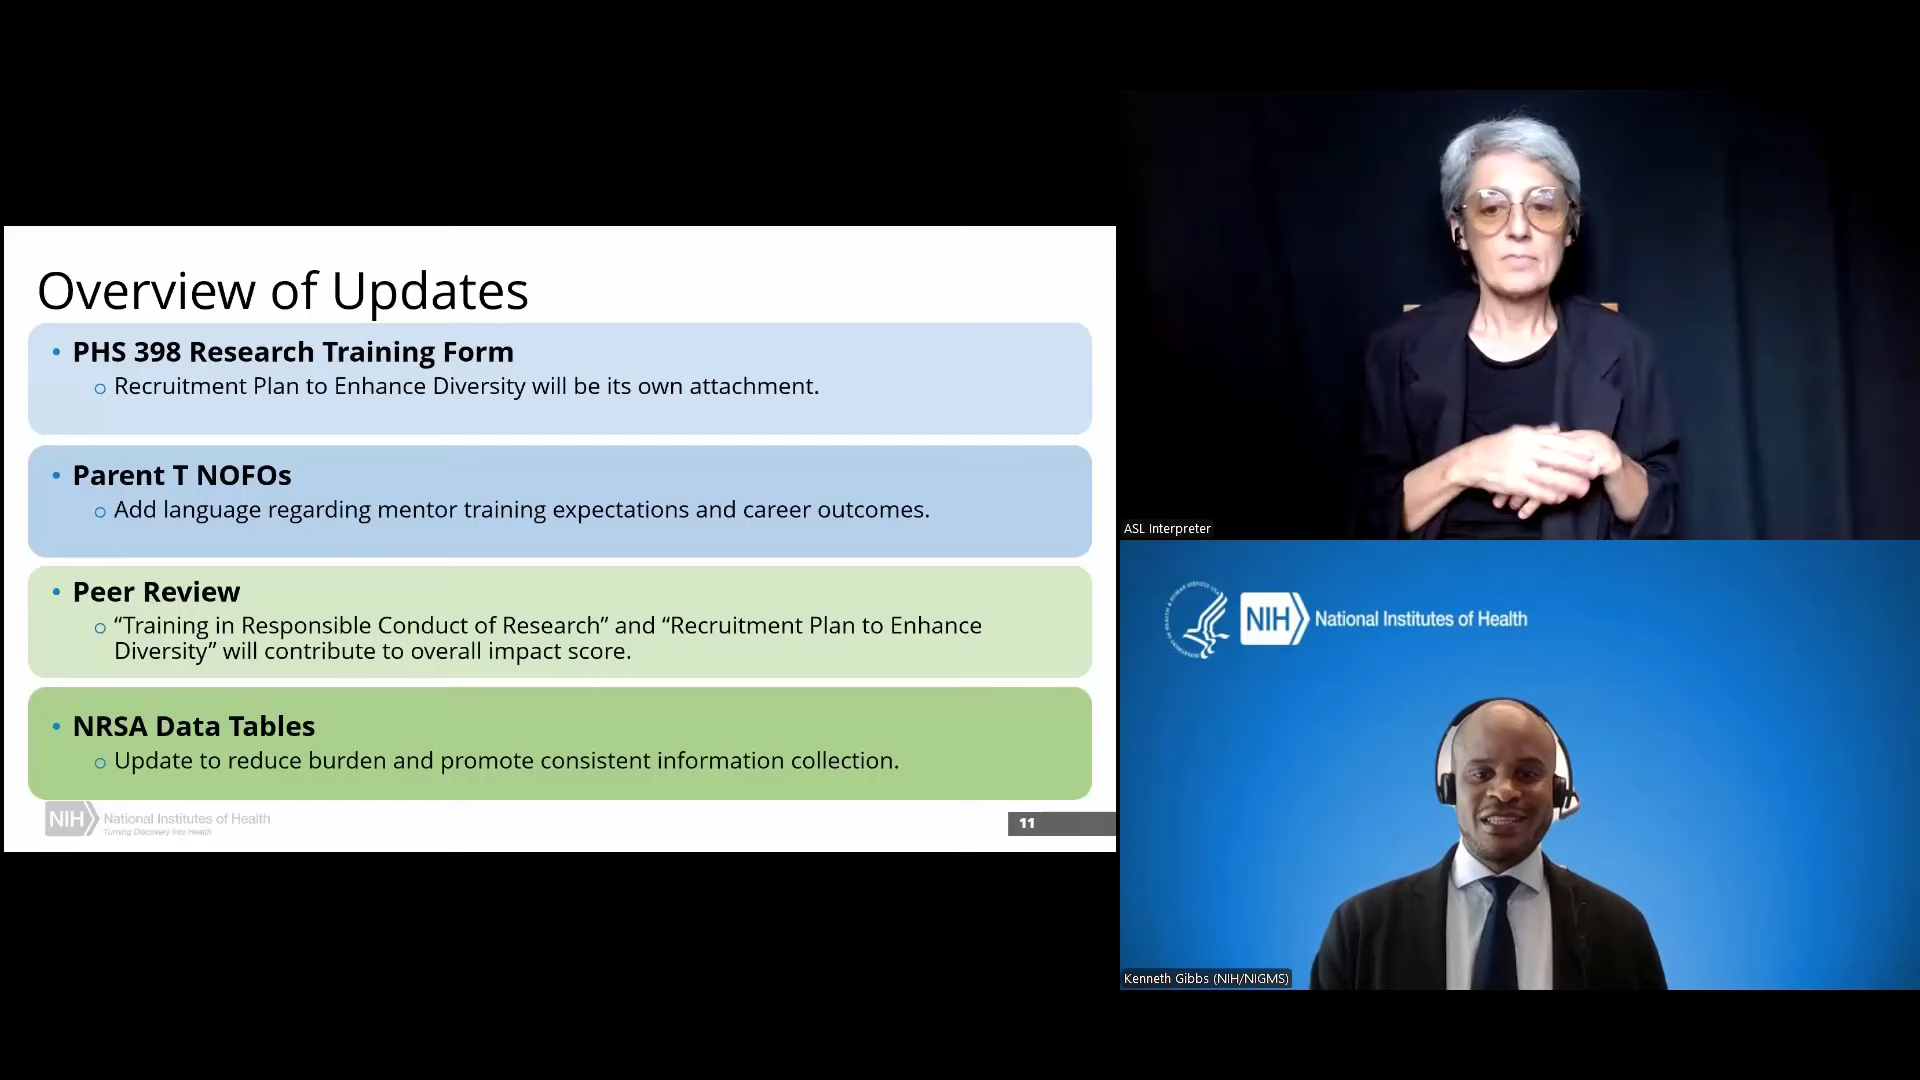 Overview of Updates
• PHS 398 Research Training Form
o Recruitment Plan to Enhance Diversity will be its own attachment.
• Parent T NOFOs
o Add language regarding mentor training expectations and career outcomes.
• Peer Review
o “Training in Responsible Conduct of Research” and “Recruitment Plan to Enhance
Diversity” will contribute to overall impact score.
• NRSA Data Tables
o Update to reduce burden and promote consistent information collection.
NIH National Institutes of Health
Turning Discovery Into Health
11
ASL Interpreter
NIH National Institutes of Health
Kenneth Gibbs (NIH/NIGMS)